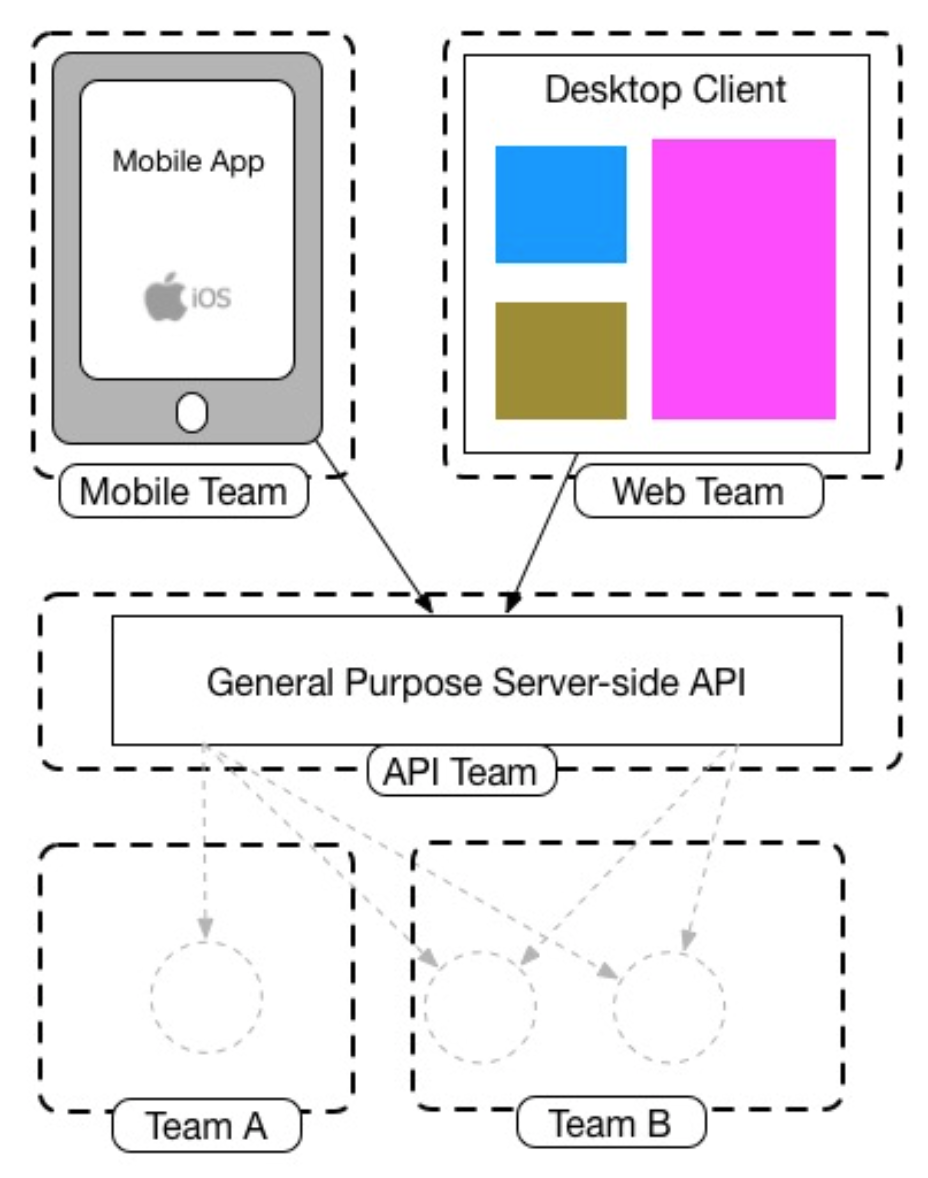 Mobile App
iOS
Mobile Team
Desktop Client
Web Team
General Purpose Server-side API
API Team
Team A
Team B